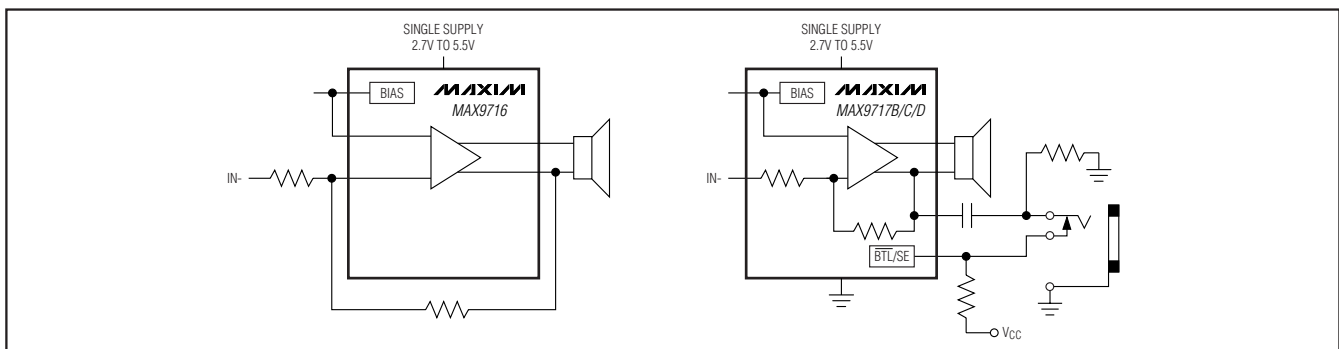 SINGLE SUPPLY
2.7V TO 5.5V
BIAS
MAXIM
MAX9716
IN-
SINGLE SUPPLY
2.7V TO 5.5V
BIAS
MAXIM
MAX9717B/C/D
IN-
BTL/SE
VCC